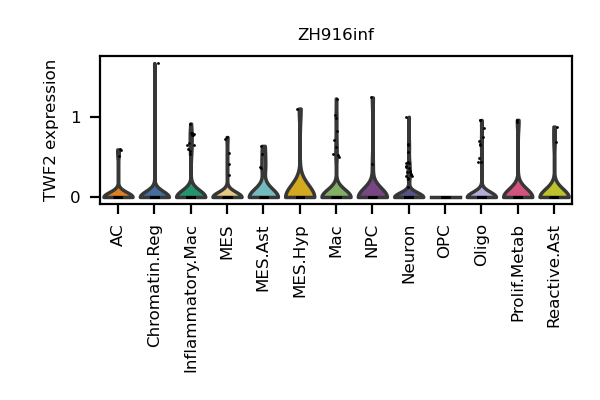 ZH916inf
TWF2 expression
1
0
AC
Chromatin.Reg
Inflammatory.Mac
MES
MES.Ast
MES.Hyp
Mac
NPC
Neuron
OPC
Oligo
Prolif.Metab
Reactive.Ast